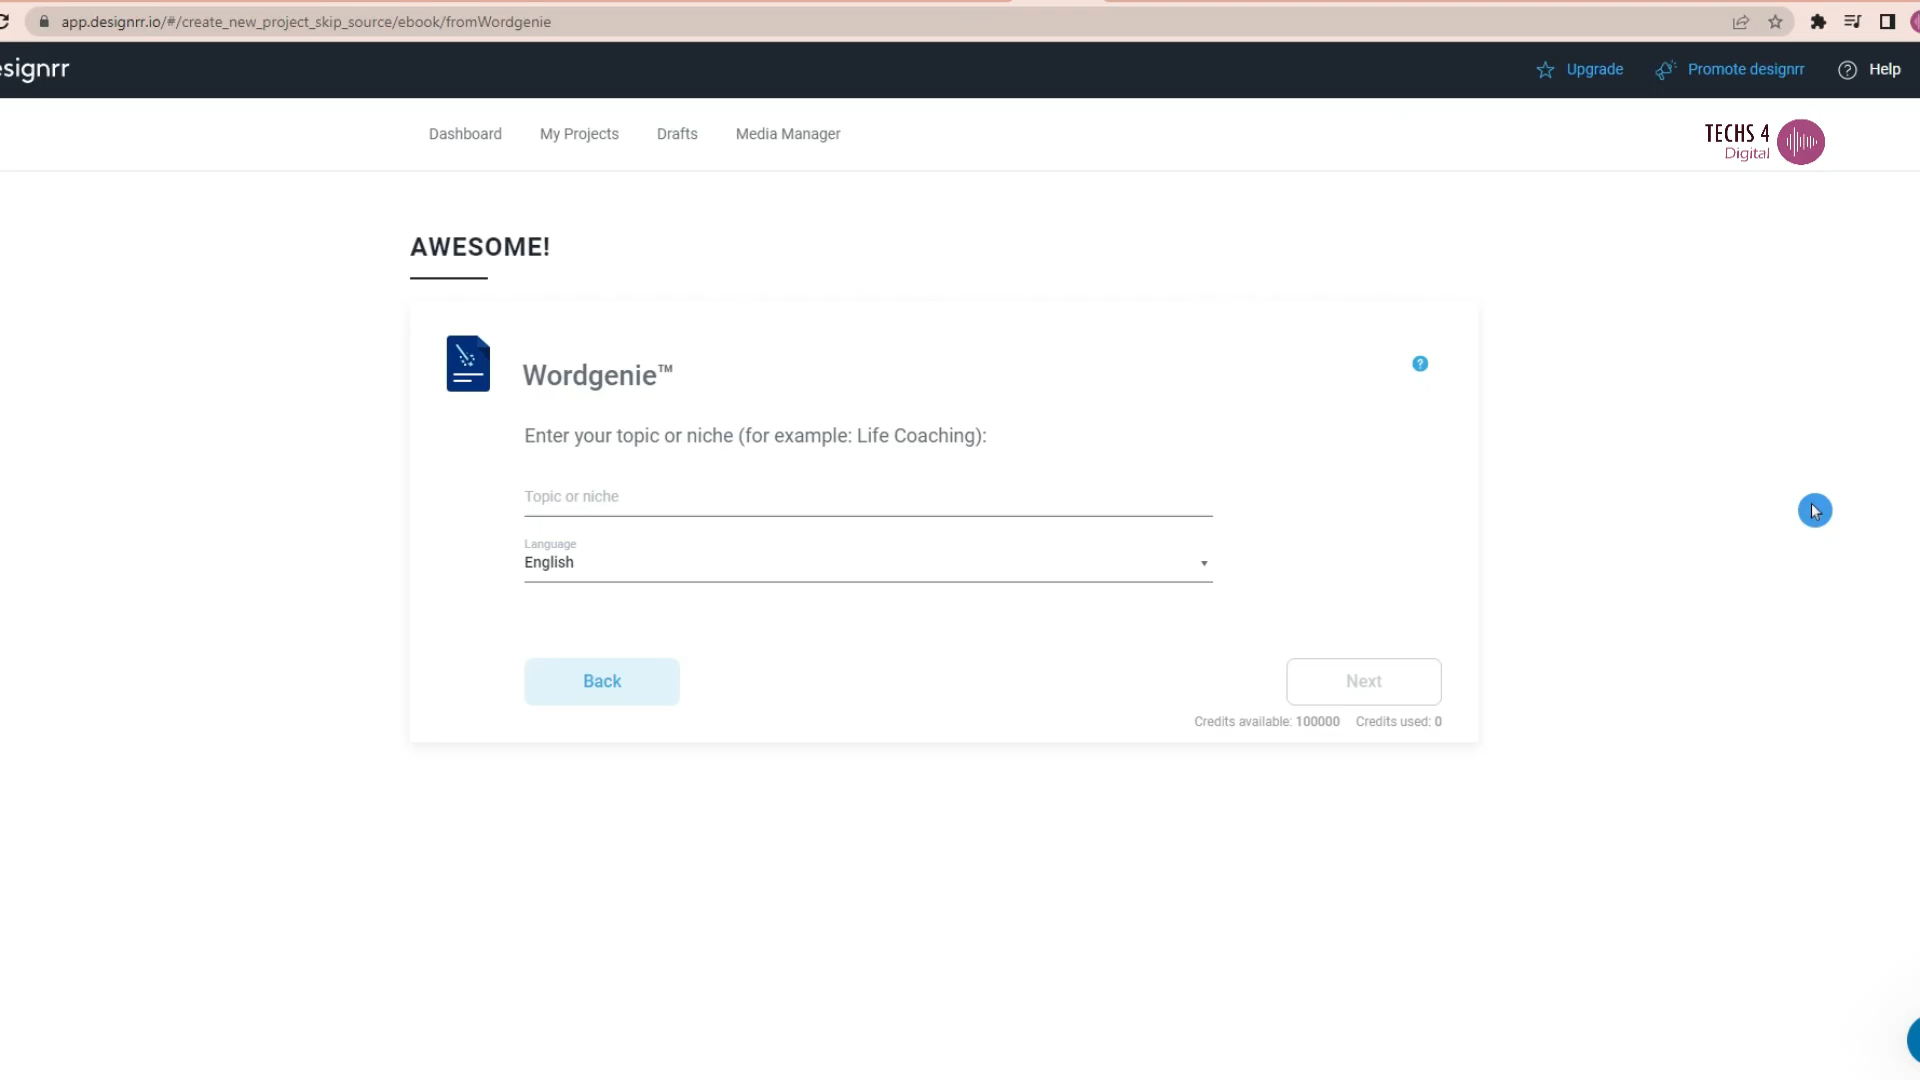 app.designrr.io/#/create_new_project_skip_source/ebook/fromWordgenie
esignrr
Upgrade
Promote designrr
? Help
Dashboard My Projects Drafts Media Manager
TECHS 4
Digital
AWESOME!
Wordgenie™
?
Enter your topic or niche (for example: Life Coaching):
Topic or niche
Language
English
Back
Next
Credits available: 100000 Credits used: 0